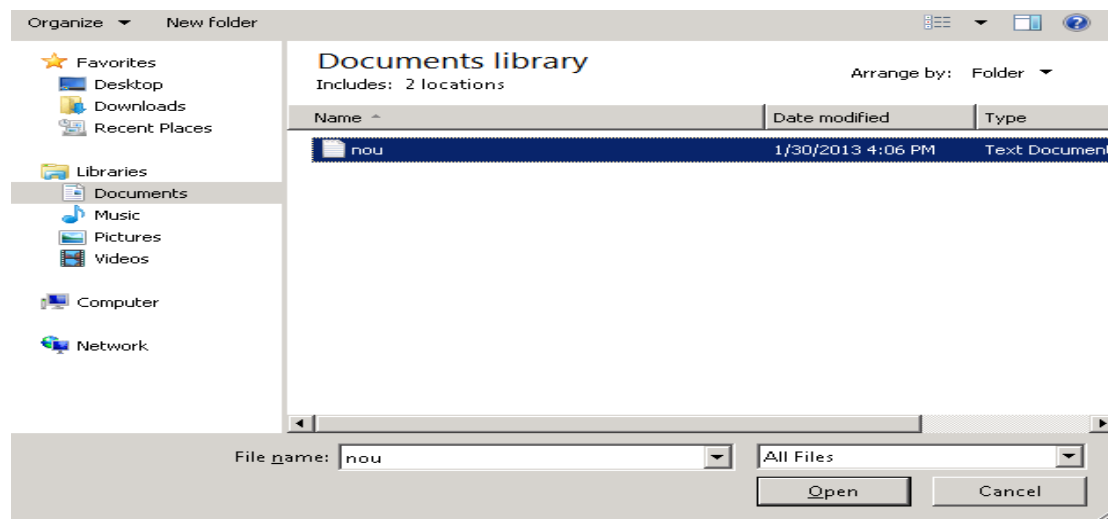 Organize New folder
Favorites
Desktop
Downloads
Recent Places
Libraries
Documents
Music
Pictures
Videos
Computer
Network
Documents library
Includes: 2 locations
Arrange by: Folder
Name Date modified Type
nou 1/30/2013 4:06 PM Text Documen
File name: nou All Files
Open Cancel